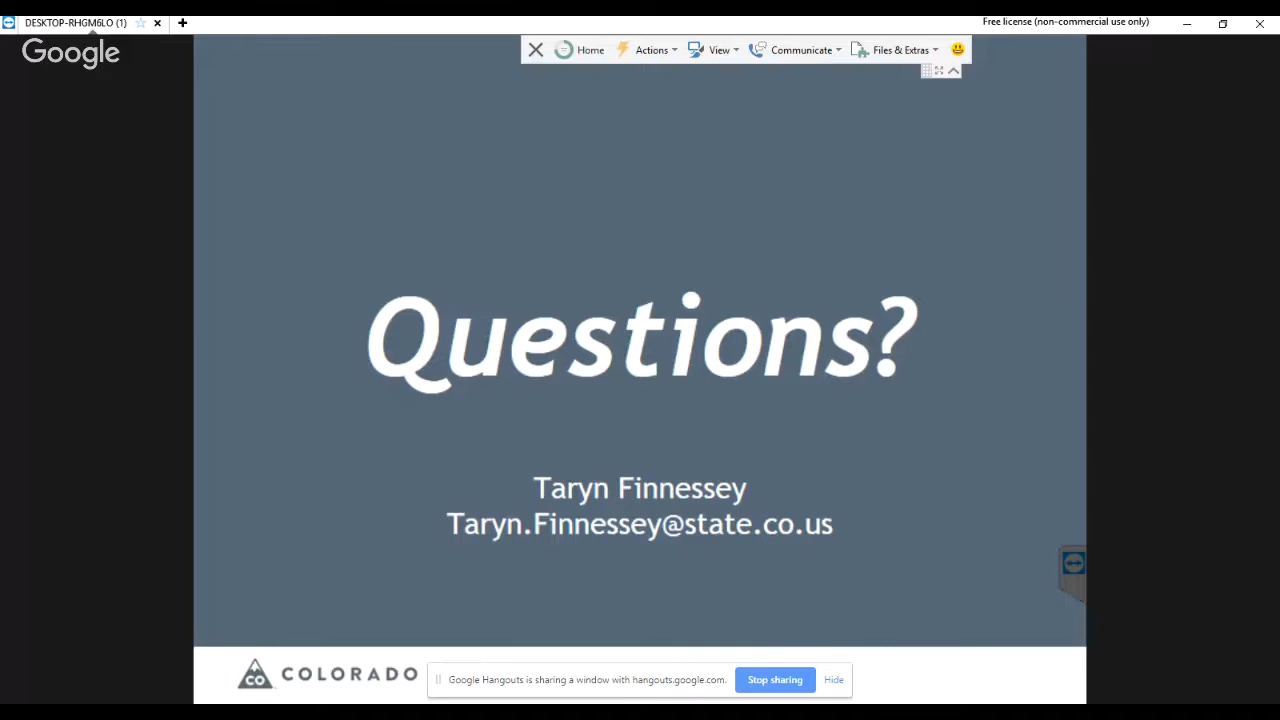 DESKTOP-RHGM6LO (1)
Free license (non-commercial use only)
Google
Home Actions View Communicate Files & Extras
Questions?
Taryn Finnessey
Taryn.Finnessey@state.co.us
CO COLORADO
Google Hangouts is sharing a window with hangouts.google.com. Stop sharing Hide